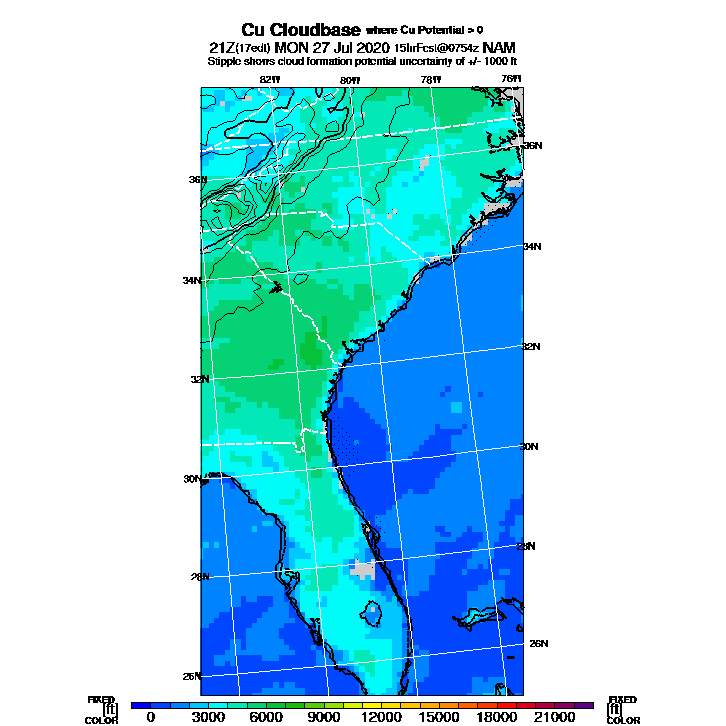 Cu Cloudbase where Cu Potential > 0
21Z(17edt) MON 27 Jul 2020 15hrFcst@0754z NAM
Stipple shows cloud formation potential uncertainty of +/- 1000 ft
82W 80W 78W 76W
36N
36N
34N
34N
32N
32N
30N
30N
28N
28N
26N
26N
FIXED FIXED
[ft] [ft]
COLOR COLOR
0 3000 6000 9000 12000 15000 18000 21000